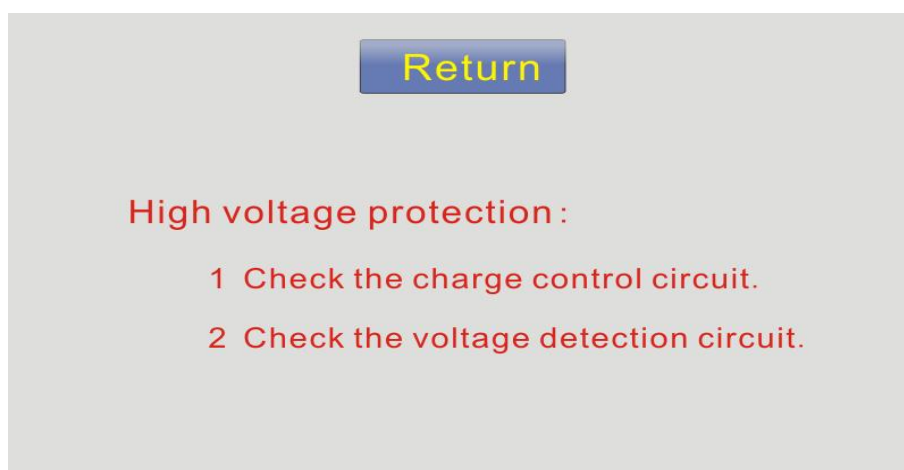 Return
High voltage protection:
1 Check the charge control circuit.
2 Check the voltage detection circuit.